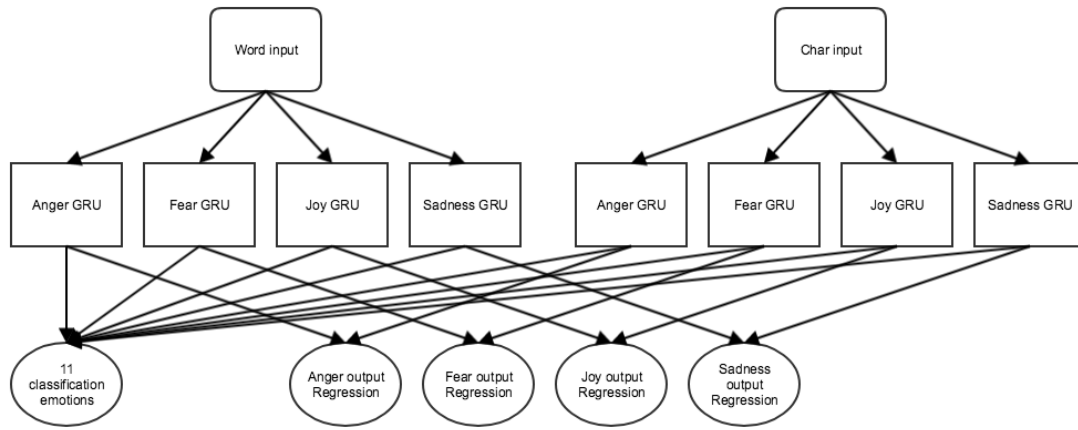 Word input
Char input
Anger GRU
Fear GRU
Joy GRU
Sadness GRU
Anger GRU
Fear GRU
Joy GRU
Sadness GRU
11
classification
emotions
Anger output
Regression
Fear output
Regression
Joy output
Regression
Sadness
output
Regression